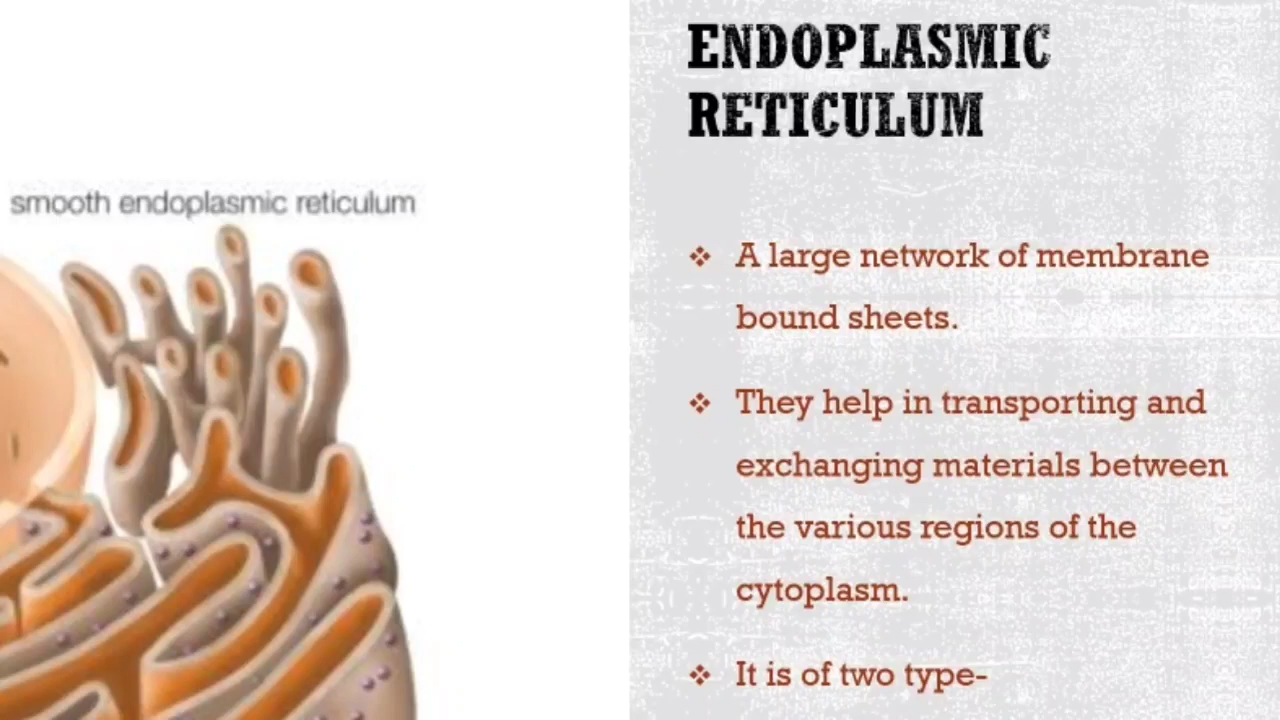 ENDOPLASMIC
RETICULUM
smooth endoplasmic reticulum
❖ A large network of membrane
bound sheets.
❖ They help in transporting and
exchanging materials between
the various regions of the
cytoplasm.
❖ It is of two type-